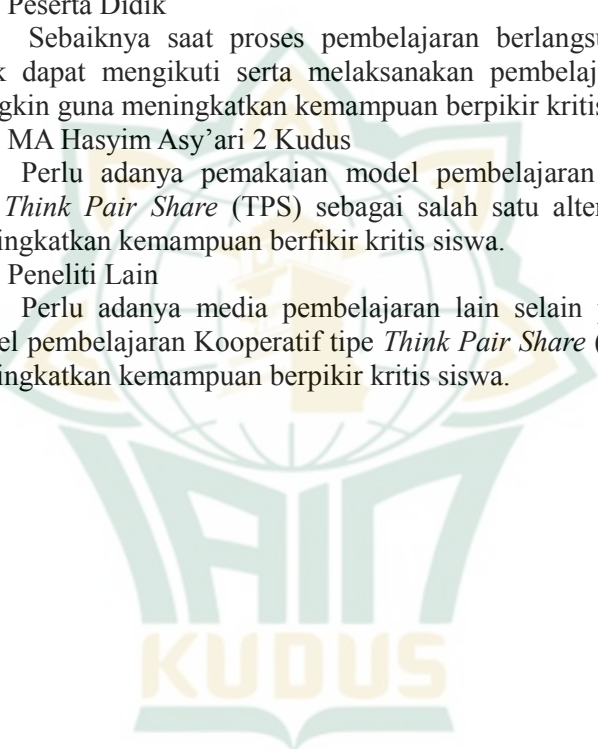 Peserta Didik
Sebaiknya saat proses pembelajaran berlangsu
k dapat mengikuti serta melaksanakan pembelaj
ngkin guna meningkatkan kemampuan berpikir kritis
MA Hasyim Asy’ari 2 Kudus
Perlu adanya pemakaian model pembelajaran
Think Pair Share (TPS) sebagai salah satu alter
ingkatkan kemampuan berfikir kritis siswa.
Peneliti Lain
Perlu adanya media pembelajaran lain selain
el pembelajaran Kooperatif tipe Think Pair Share (
ingkatkan kemampuan berpikir kritis siswa.
IAIN
KUDUS